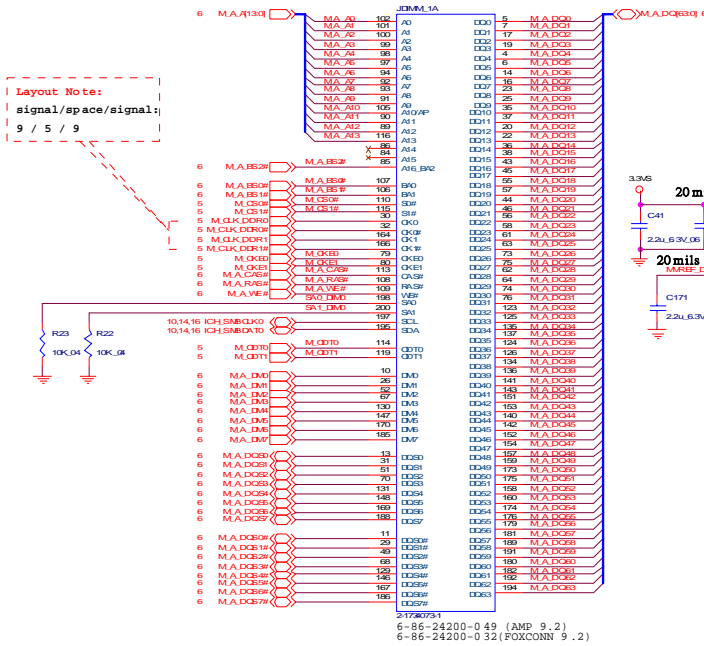 JDIMM_1A
6 M_A_A[13:0]
M_A_A0 102 A0
M_A_A1 101 A1
M_A_A2 100 A2
M_A_A3 99 A3
M_A_A4 98 A4
M_A_A5 97 A5
M_A_A6 94 A6
M_A_A7 92 A7
M_A_A8 93 A8
M_A_A9 91 A9
M_A_A10 105 A10/AP
M_A_A11 90 A11
M_A_A12 89 A12
M_A_A13 116 A13
86 A14
84 A15
6 M_A_BS2# M_A_BS2# 85 A16_BA2
6 M_A_BS0# M_A_BS0# 107 BA0
6 M_A_BS1# M_A_BS1# 106 BA1
5 M_CS0# M_CS0# 110 S0#
5 M_CS1# M_CS1# 115 S1#
5 M_CLK_DDR0 30 CK0
5 M_CLK_DDR0# 32 CK0#
5 M_CLK_DDR1 164 CK1
5 M_CLK_DDR1# 166 CK1#
5 M_CKE0 M_CKE0 79 CKE0
5 M_CKE1 M_CKE1 80 CKE1
6 M_A_CAS# M_A_CAS# 113 CAS#
6 M_A_RAS# M_A_RAS# 108 RAS#
6 M_A_WE# M_A_WE# 109 WE#
SA0_DIM0 198 SA0
SA1_DIM0 200 SA1
10,14,16 ICH_SMBCLK0 197 SCL
10,14,16 ICH_SMBDAT0 195 SDA
5 M_ODT0 M_ODT0 114 ODT0
5 M_ODT1 M_ODT1 119 ODT1
6 M_A_DM0 10 DM0
6 M_A_DM1 26 DM1
6 M_A_DM2 52 DM2
6 M_A_DM3 67 DM3
6 M_A_DM4 130 DM4
6 M_A_DM5 147 DM5
6 M_A_DM6 170 DM6
6 M_A_DM7 185 DM7
6 M_A_DQS0 13 DQS0
6 M_A_DQS1 31 DQS1
6 M_A_DQS2 51 DQS2
6 M_A_DQS3 70 DQS3
6 M_A_DQS4 131 DQS4
6 M_A_DQS5 148 DQS5
6 M_A_DQS6 169 DQS6
6 M_A_DQS7 188 DQS7
6 M_A_DQS0# 11 DQS0#
6 M_A_DQS1# 29 DQS1#
6 M_A_DQS2# 49 DQS2#
6 M_A_DQS3# 68 DQS3#
6 M_A_DQS4# 129 DQS4#
6 M_A_DQS5# 146 DQS5#
6 M_A_DQS6# 167 DQS6#
6 M_A_DQS7# 186 DQS7#
Layout Note:
signal/space/signal:
9 / 5 / 9
R23
10K_04
R22
10K_04
DQ0 5 M_A_DQ0
DQ1 7 M_A_DQ1
DQ2 17 M_A_DQ2
DQ3 19 M_A_DQ3
DQ4 4 M_A_DQ4
DQ5 6 M_A_DQ5
DQ6 14 M_A_DQ6
DQ7 16 M_A_DQ7
DQ8 23 M_A_DQ8
DQ9 25 M_A_DQ9
DQ10 35 M_A_DQ10
DQ11 37 M_A_DQ11
DQ12 20 M_A_DQ12
DQ13 22 M_A_DQ13
DQ14 36 M_A_DQ14
DQ15 38 M_A_DQ15
DQ16 43 M_A_DQ16
DQ17 45 M_A_DQ17
DQ18 55 M_A_DQ18
DQ19 57 M_A_DQ19
DQ20 44 M_A_DQ20
DQ21 46 M_A_DQ21
DQ22 56 M_A_DQ22
DQ23 58 M_A_DQ23
DQ24 61 M_A_DQ24
DQ25 63 M_A_DQ25
DQ26 73 M_A_DQ26
DQ27 75 M_A_DQ27
DQ28 62 M_A_DQ28
DQ29 64 M_A_DQ29
DQ30 74 M_A_DQ30
DQ31 76 M_A_DQ31
DQ32 123 M_A_DQ32
DQ33 125 M_A_DQ33
DQ34 135 M_A_DQ34
DQ35 137 M_A_DQ35
DQ36 124 M_A_DQ36
DQ37 126 M_A_DQ37
DQ38 134 M_A_DQ38
DQ39 136 M_A_DQ39
DQ40 141 M_A_DQ40
DQ41 143 M_A_DQ41
DQ42 151 M_A_DQ42
DQ43 153 M_A_DQ43
DQ44 140 M_A_DQ44
DQ45 142 M_A_DQ45
DQ46 152 M_A_DQ46
DQ47 154 M_A_DQ47
DQ48 157 M_A_DQ48
DQ49 159 M_A_DQ49
DQ50 173 M_A_DQ50
DQ51 175 M_A_DQ51
DQ52 158 M_A_DQ52
DQ53 160 M_A_DQ53
DQ54 174 M_A_DQ54
DQ55 176 M_A_DQ55
DQ56 179 M_A_DQ56
DQ57 181 M_A_DQ57
DQ58 189 M_A_DQ58
DQ59 191 M_A_DQ59
DQ60 180 M_A_DQ60
DQ61 182 M_A_DQ61
DQ62 192 M_A_DQ62
DQ63 194 M_A_DQ63
M_A_DQ[63:0] 6
3.3VS
20 m
C41
2.2u_6.3V_06
20 mils
MVREF_D
C171
2.2u_6.3V
2-1734073-1
6-86-24200-049 (AMP 9.2)
6-86-24200-032(FOXCONN 9.2)